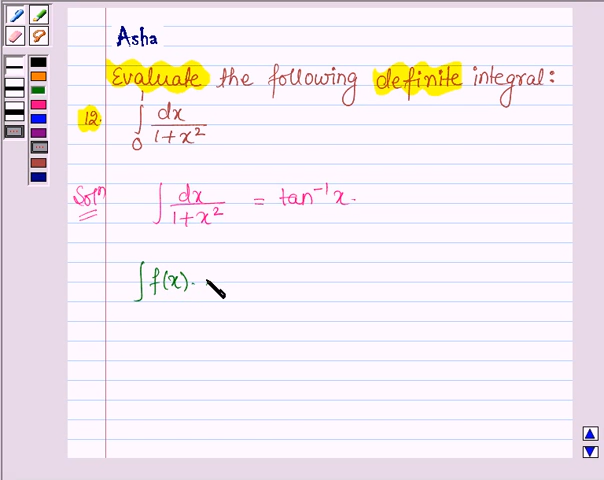 Asha
Evaluate the following definite integral:
12. ∫₀¹ dx/(1+x²)
Solⁿ ∫ dx/(1+x²) = tan⁻¹x.
∫ f(x).